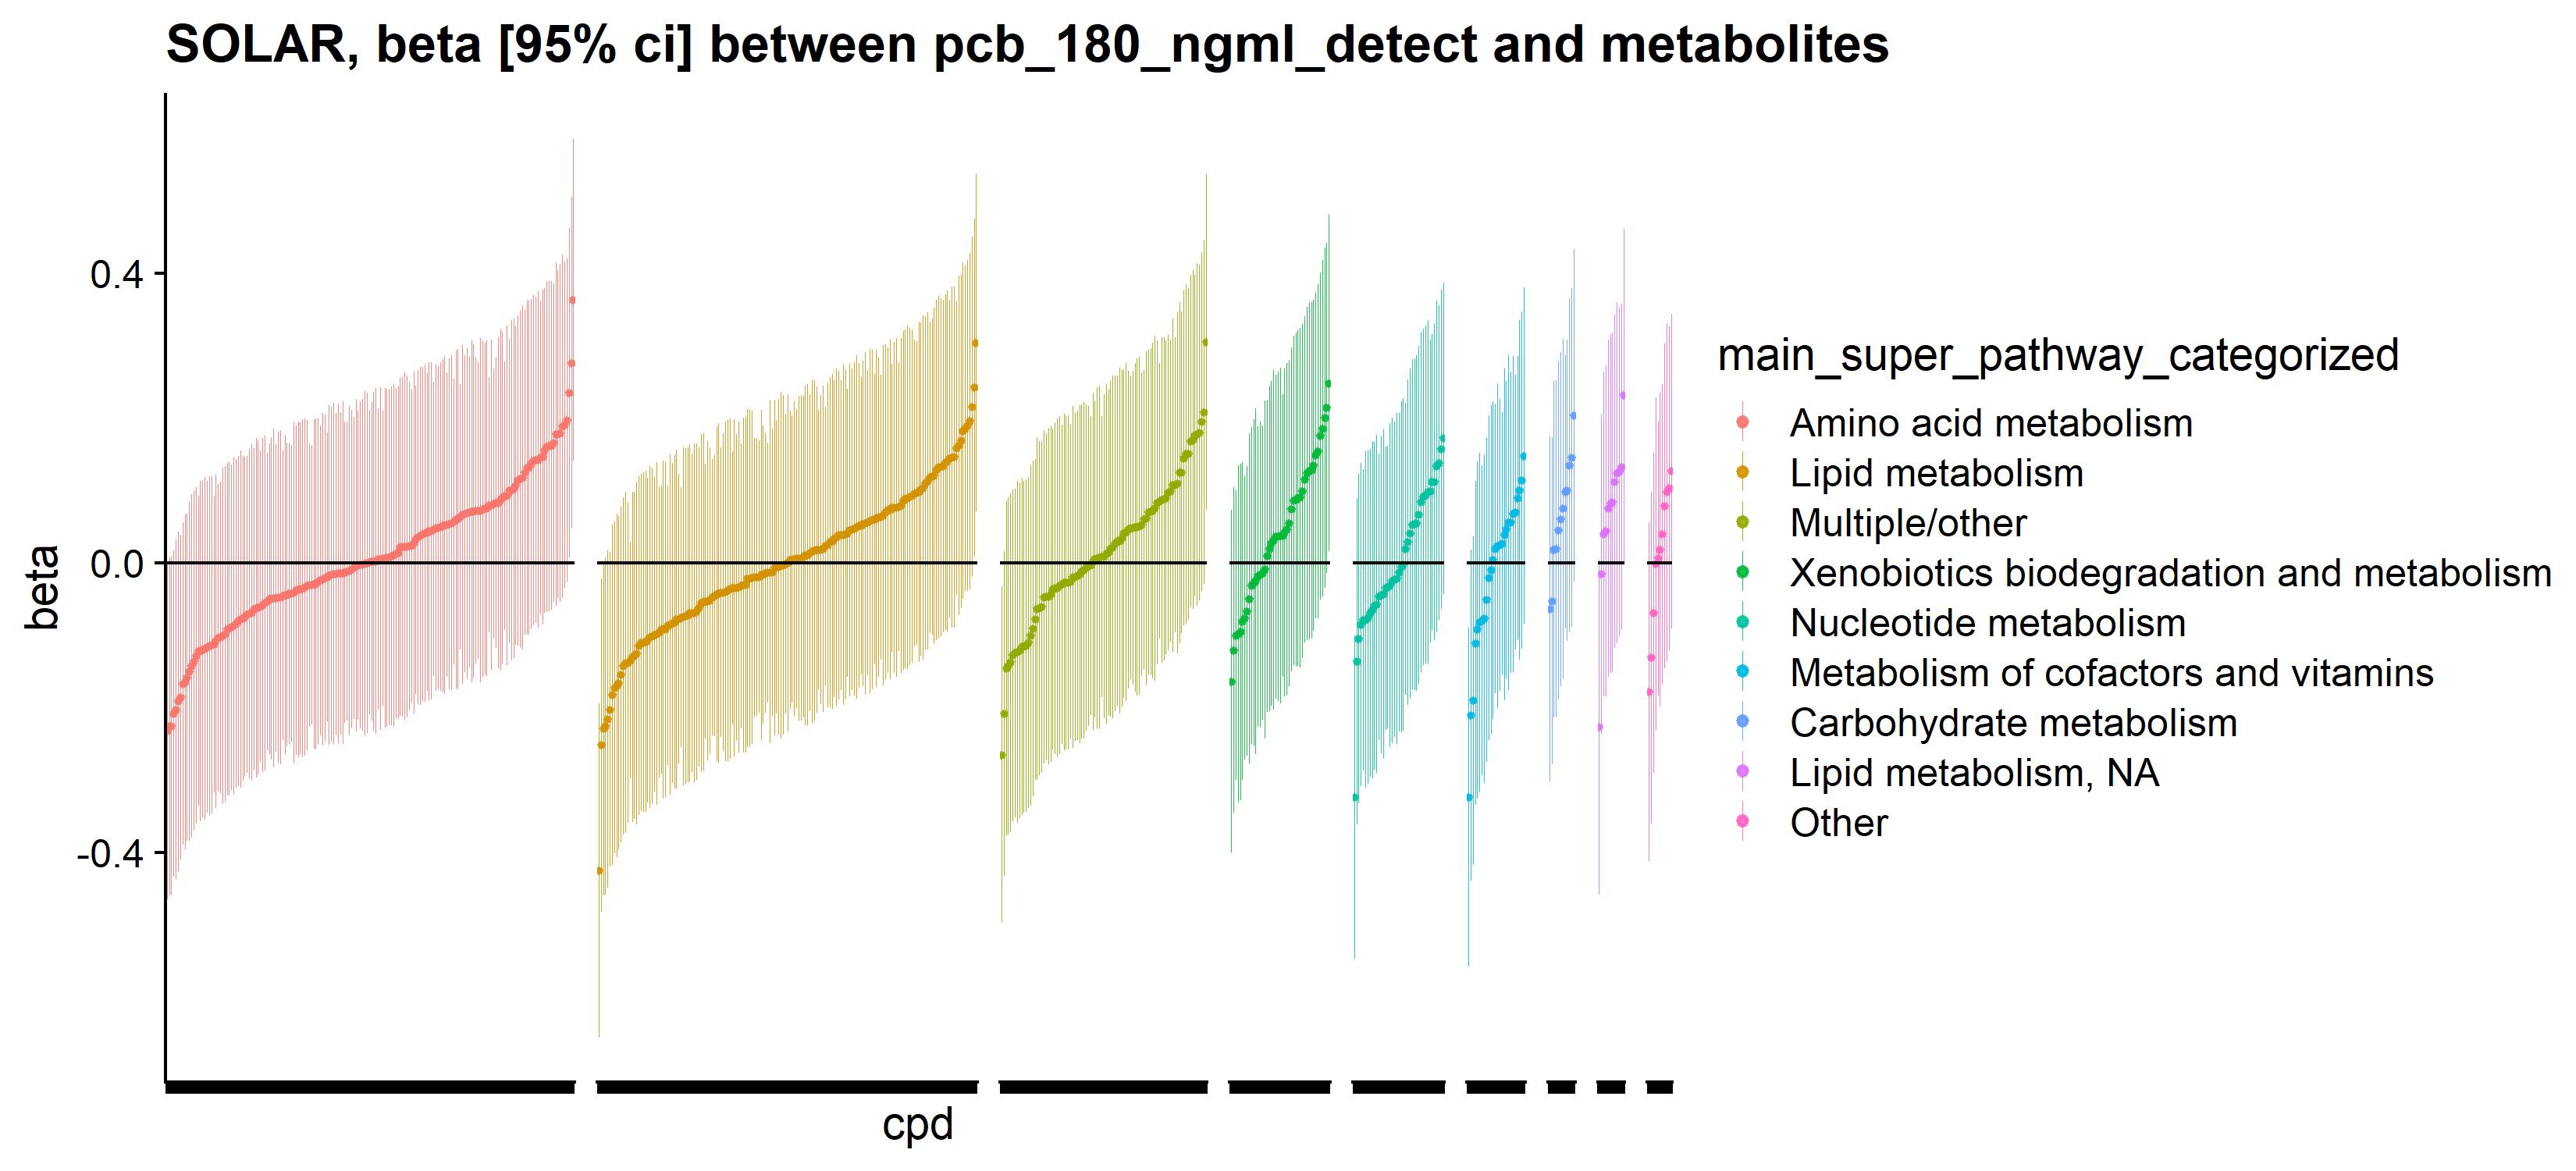 SOLAR, beta [95% ci] between pcb_180_ngml_detect and metabolites
0.4
0.0
-0.4
beta
cpd
main_super_pathway_categorized
Amino acid metabolism
Lipid metabolism
Multiple/other
Xenobiotics biodegradation and metabolism
Nucleotide metabolism
Metabolism of cofactors and vitamins
Carbohydrate metabolism
Lipid metabolism, NA
Other